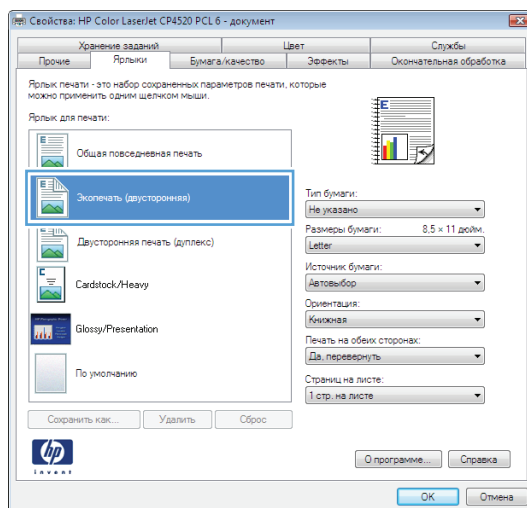 Свойства: HP Color LaserJet CP4520 PCL 6 - документ
Хранение заданий
Цвет
Службы
Прочие
Ярлыки
Бумага/качество
Эффекты
Окончательная обработка
Ярлык печати - это набор сохраненных параметров печати, которые
можно применить одним щелчком мыши.
Ярлык для печати:
Общая повседневная печать
Экопечать (двусторонняя)
Двусторонняя печать (дуплекс)
Cardstock/Heavy
Glossy/Presentation
По умолчанию
Тип бумаги:
Не указано
Размеры бумаги: 8,5 × 11 дюйм.
Letter
Источник бумаги:
Автовыбор
Ориентация:
Книжная
Печать на обеих сторонах:
Да, перевернуть
Страниц на листе:
1 стр. на листе
Сохранить как...
Удалить
Сброс
hp
invent
О программе...
Справка
OK
Отмена